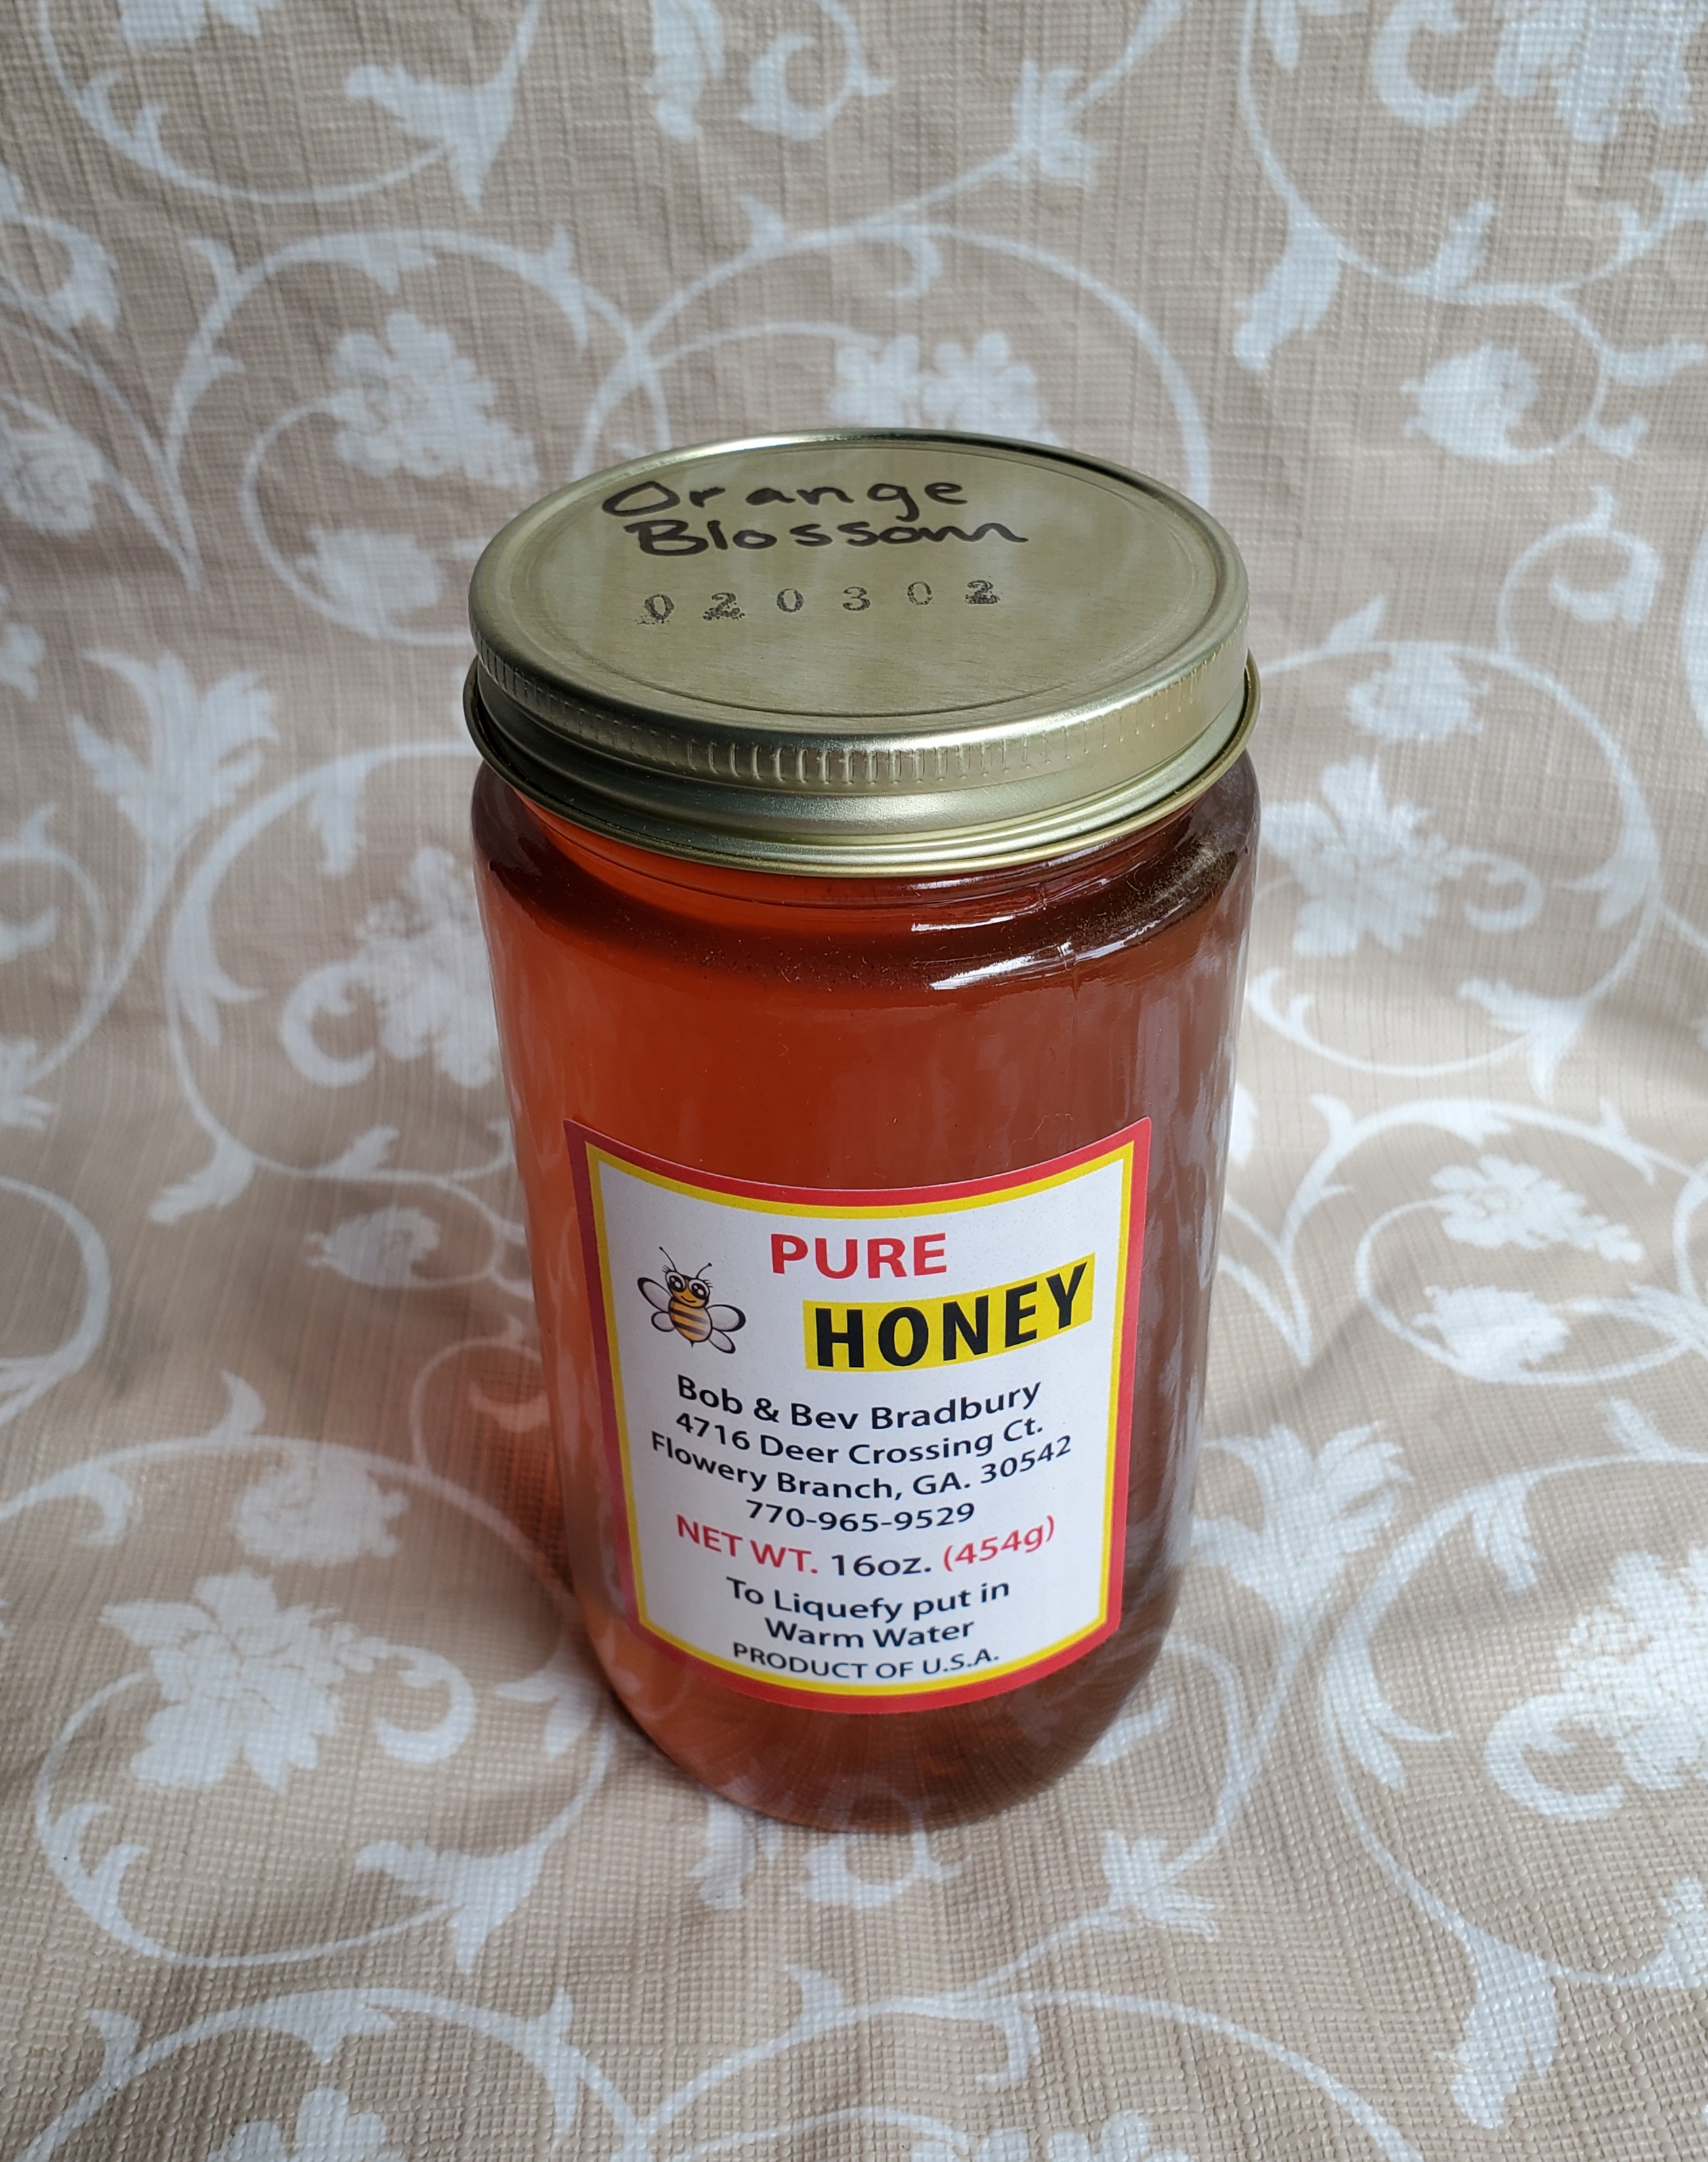 Orange
Blossom
020302
PURE
HONEY
Bob & Bev Bradbury
4716 Deer Crossing Ct.
Flowery Branch, GA. 30542
770-965-9529
NET WT. 16oz. (454g)
To Liquefy put in
Warm Water
PRODUCT OF U.S.A.